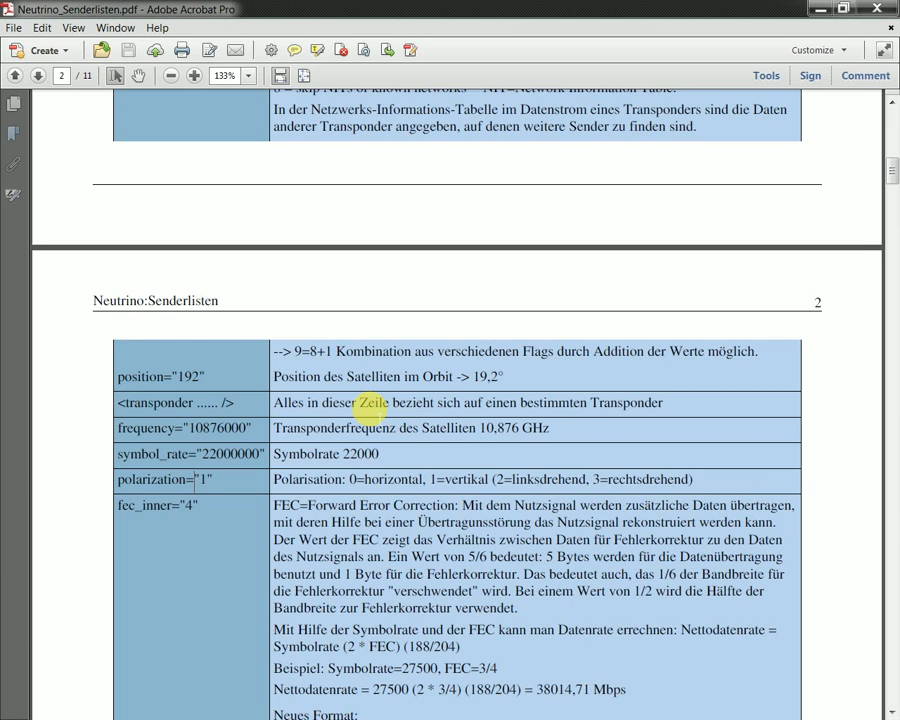 Neutrino_Senderlisten.pdf - Adobe Acrobat Pro
File Edit View Window Help
Create
Customize
2 / 11
133%
Tools Sign Comment
In der Netzwerks-Informations-Tabelle im Datenstrom eines Transponders sind die Daten
anderer Transponder angegeben, auf denen weitere Sender zu finden sind.
Neutrino:Senderlisten
2
--> 9=8+1 Kombination aus verschiedenen Flags durch Addition der Werte möglich.
position="192" Position des Satelliten im Orbit -> 19,2°
<transponder ...... /> Alles in dieser Zeile bezieht sich auf einen bestimmten Transponder
frequency="10876000" Transponderfrequenz des Satelliten 10,876 GHz
symbol_rate="22000000" Symbolrate 22000
polarization="1" Polarisation: 0=horizontal, 1=vertikal (2=linksdrehend, 3=rechtsdrehend)
fec_inner="4" FEC=Forward Error Correction: Mit dem Nutzsignal werden zusätzliche Daten übertragen,
mit deren Hilfe bei einer Übertragunsstörung das Nutzsignal rekonstruiert werden kann.
Der Wert der FEC zeigt das Verhältnis zwischen Daten für Fehlerkorrektur zu den Daten
des Nutzsignals an. Ein Wert von 5/6 bedeutet: 5 Bytes werden für die Datenübertragung
benutzt und 1 Byte für die Fehlerkorrektur. Das bedeutet auch, das 1/6 der Bandbreite für
die Fehlerkorrektur "verschwendet" wird. Bei einem Wert von 1/2 wird die Hälfte der
Bandbreite zur Fehlerkorrektur verwendet.
Mit Hilfe der Symbolrate und der FEC kann man Datenrate errechnen: Nettodatenrate =
Symbolrate (2 * FEC) (188/204)
Beispiel: Symbolrate=27500, FEC=3/4
Nettodatenrate = 27500 (2 * 3/4) (188/204) = 38014,71 Mbps
Neues Format: